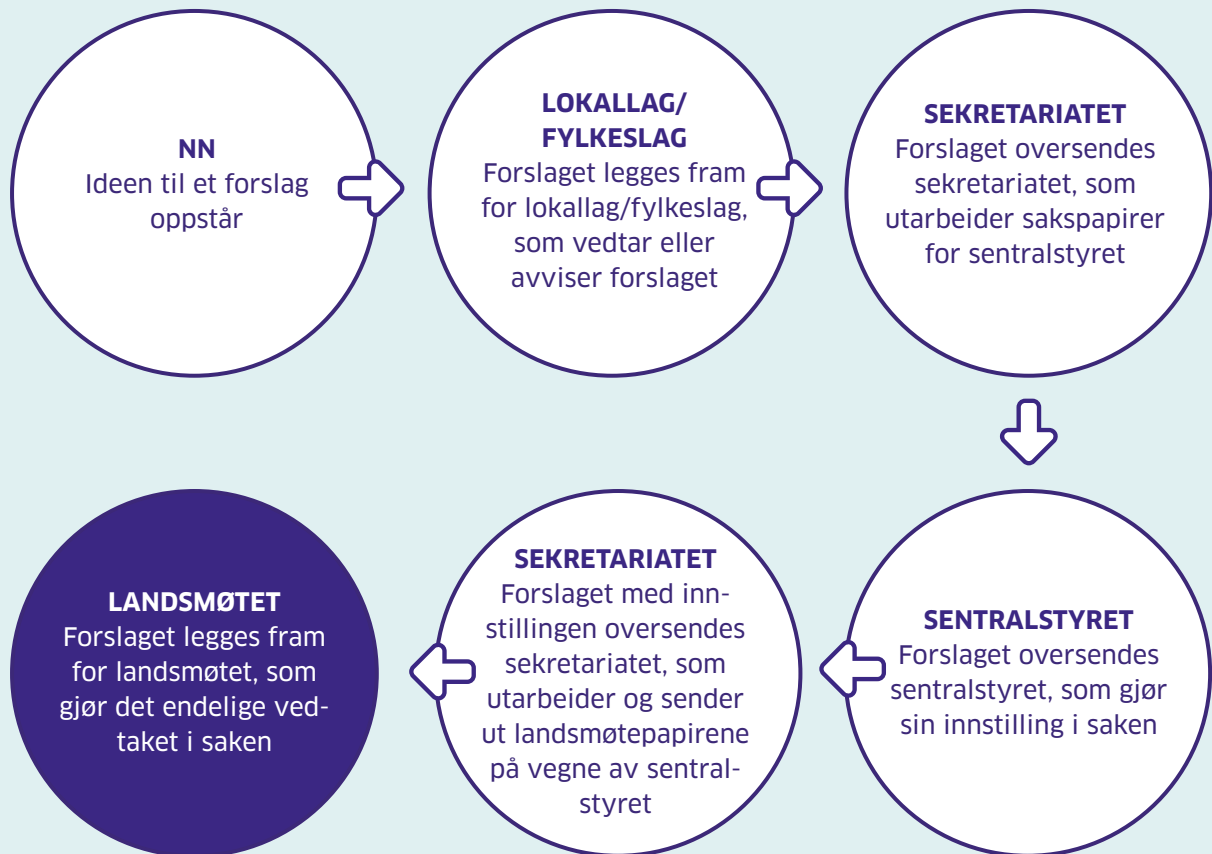 NN
Ideen til et forslag
oppstår
LOKALLAG/
FYLKESLAG
Forslaget legges fram
for lokallag/fylkeslag,
som vedtar eller
avviser forslaget
SEKRETARIATET
Forslaget oversendes
sekretariatet, som
utarbeider sakspapirer
for sentralstyret
SENTRALSTYRET
Forslaget oversendes
sentralstyret, som gjør
sin innstilling i saken
SEKRETARIATET
Forslaget med inn-
stillingen oversendes
sekretariatet, som
utarbeider og sender
ut landsmøtepapirene
på vegne av sentral-
styret
LANDSMØTET
Forslaget legges fram
for landsmøtet, som
gjør det endelige ved-
taket i saken